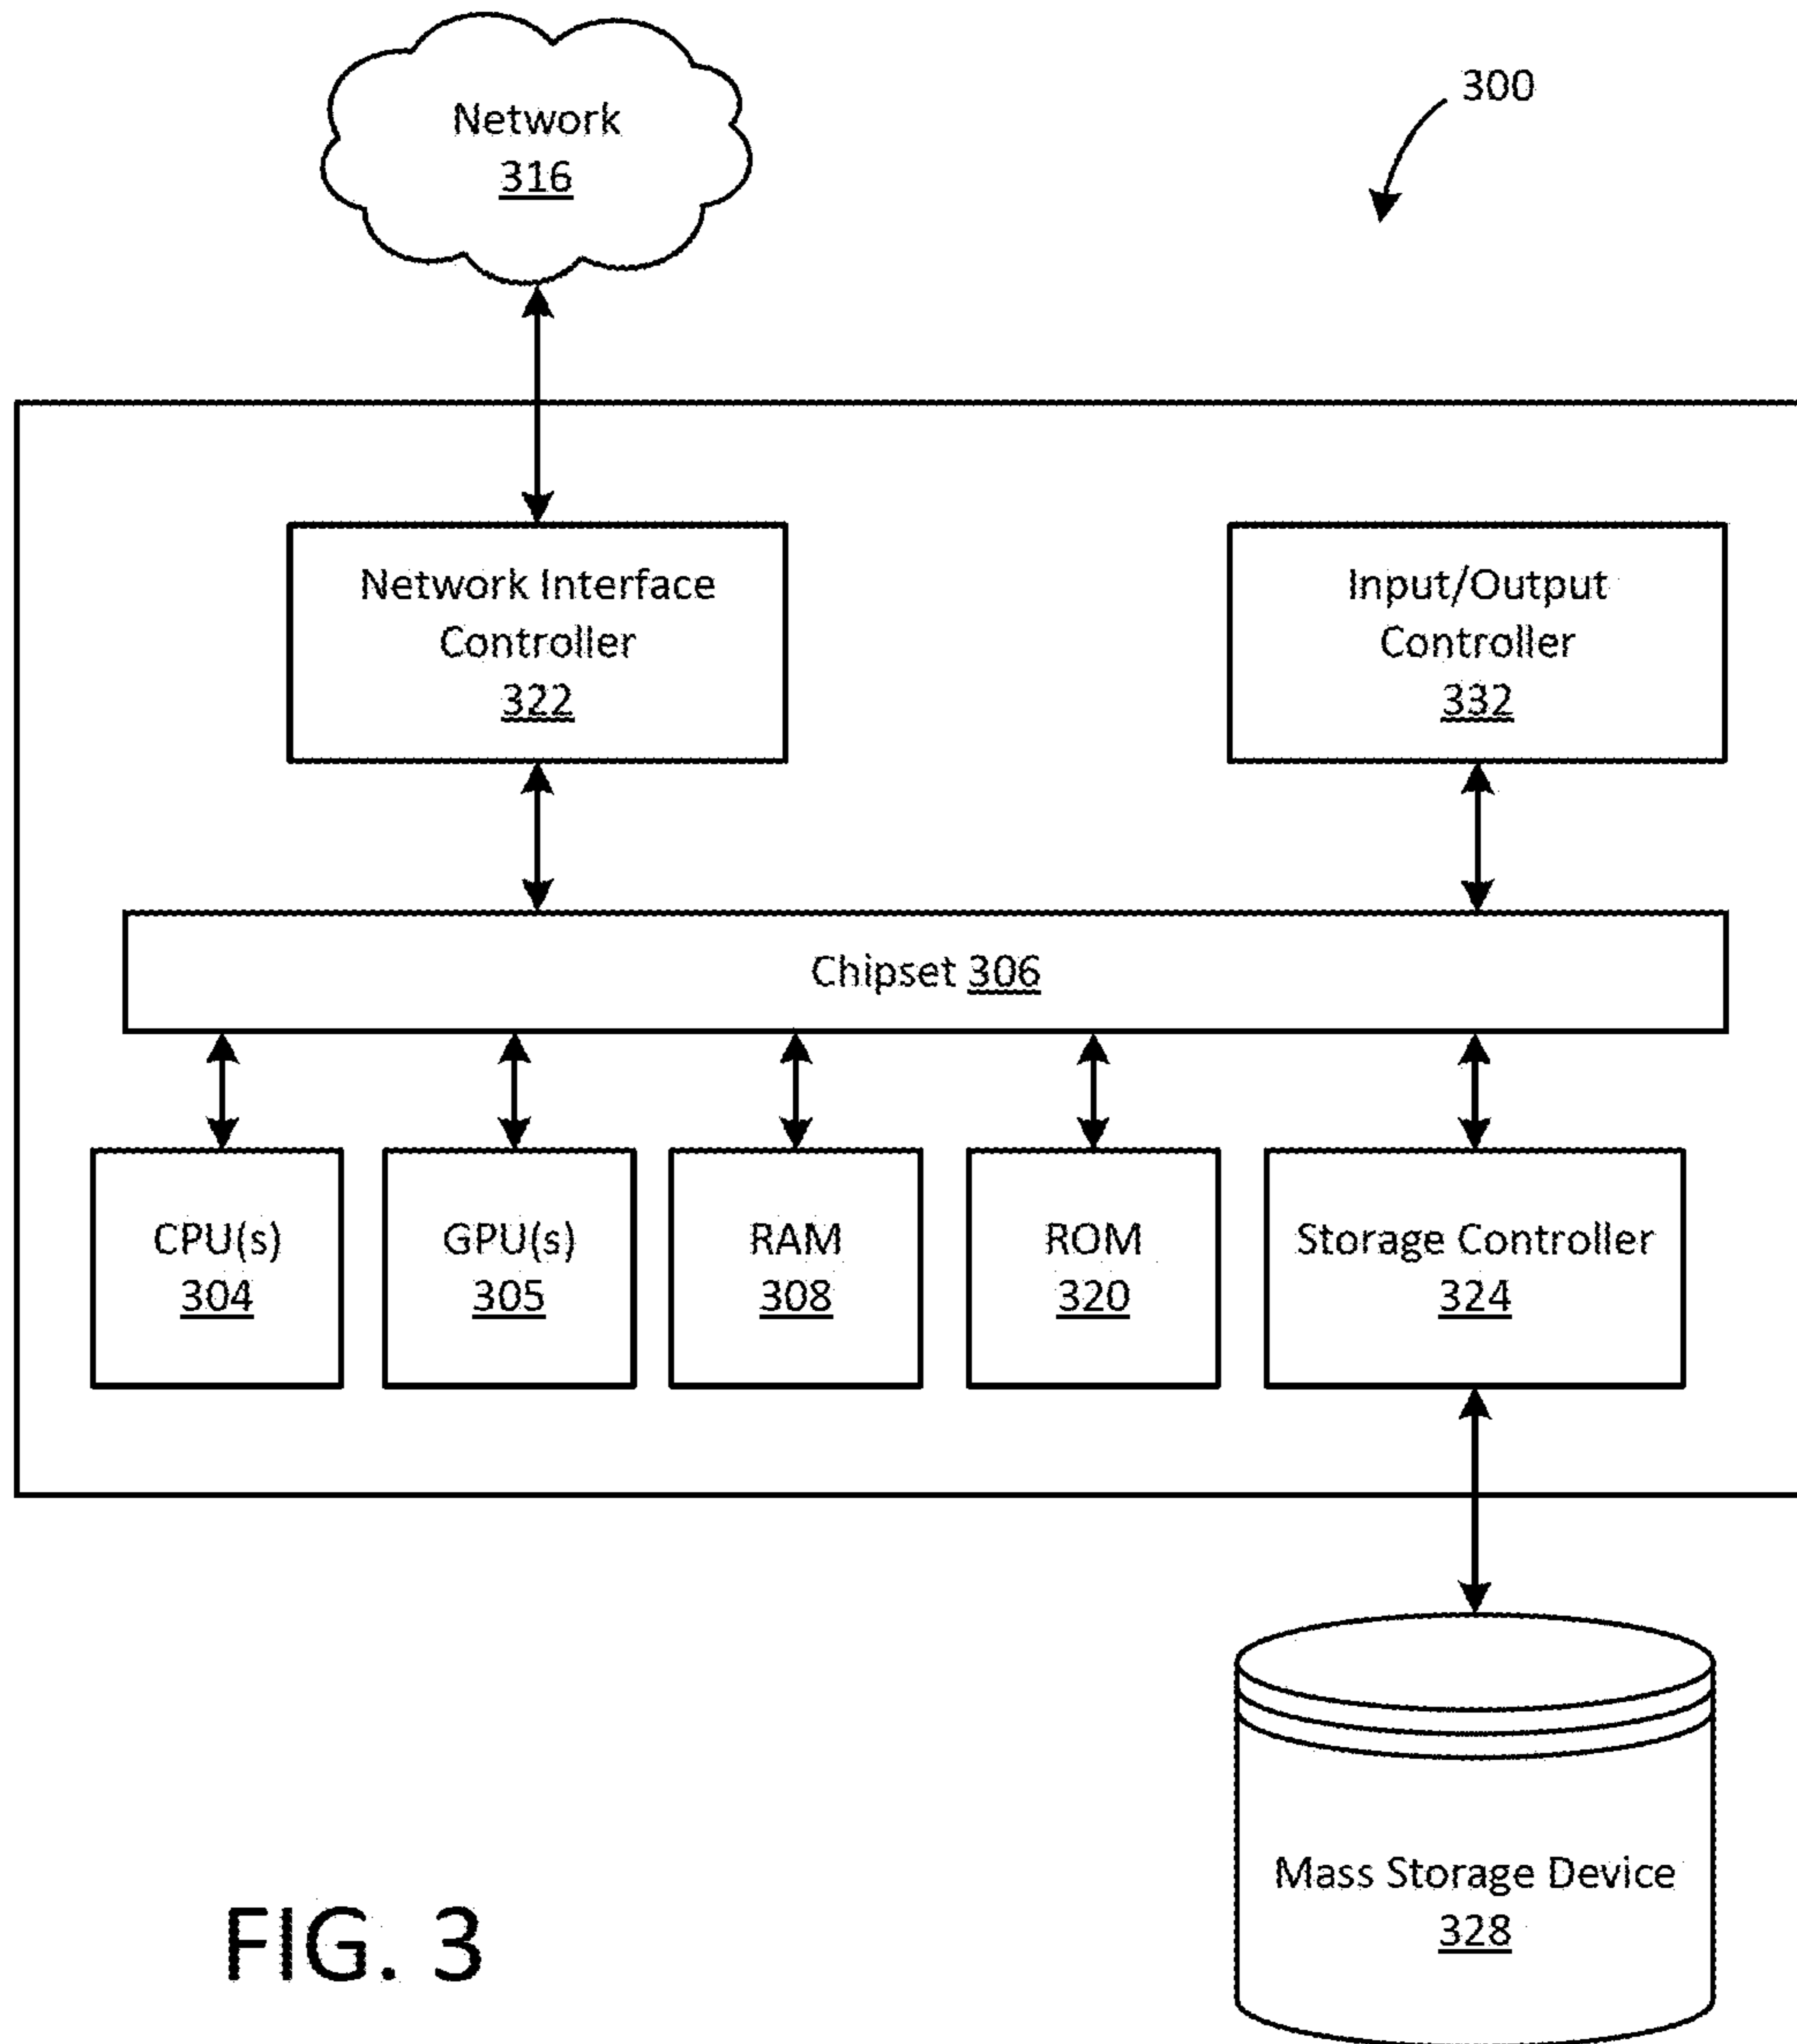 Network
316
300
Network Interface
Controller
322
Input/Output
Controller
332
Chipset 306
CPU(s)
304
GPU(s)
305
RAM
308
ROM
320
Storage Controller
324
Mass Storage Device
328
FIG. 3